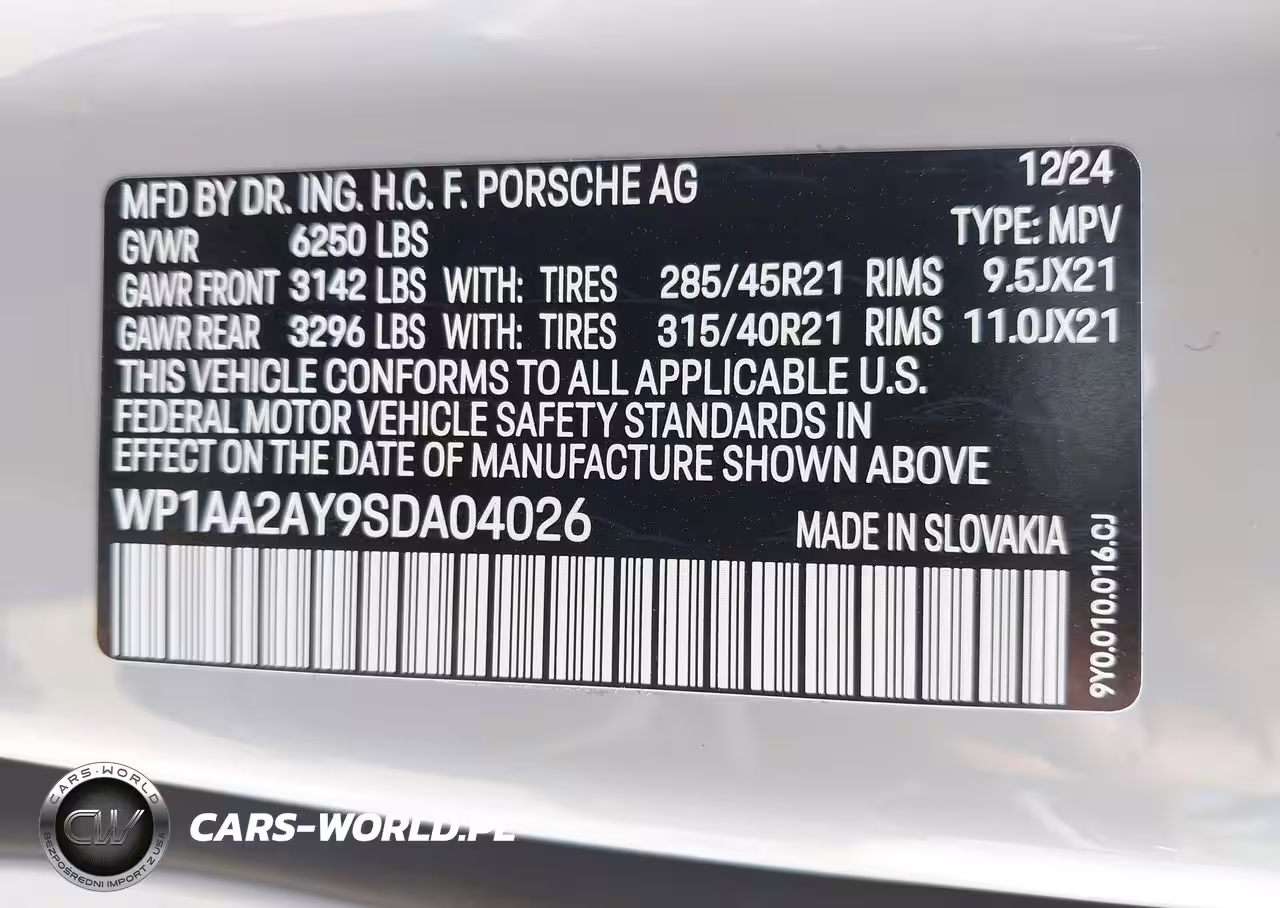 MFD BY DR. ING. H.C. F. PORSCHE AG 12/24
GVWR 6250 LBS TYPE: MPV
GAWR FRONT 3142 LBS WITH: TIRES 285/45R21 RIMS 9.5JX21
GAWR REAR 3296 LBS WITH: TIRES 315/40R21 RIMS 11.0JX21
THIS VEHICLE CONFORMS TO ALL APPLICABLE U.S.
FEDERAL MOTOR VEHICLE SAFETY STANDARDS IN
EFFECT ON THE DATE OF MANUFACTURE SHOWN ABOVE
WP1AA2AY9SDA04026 MADE IN SLOVAKIA
9Y0.010.016.CJ
CARS-WORLD
CW
BEZPOŚREDNI IMPORT Z USA
CARS-WORLD.PL